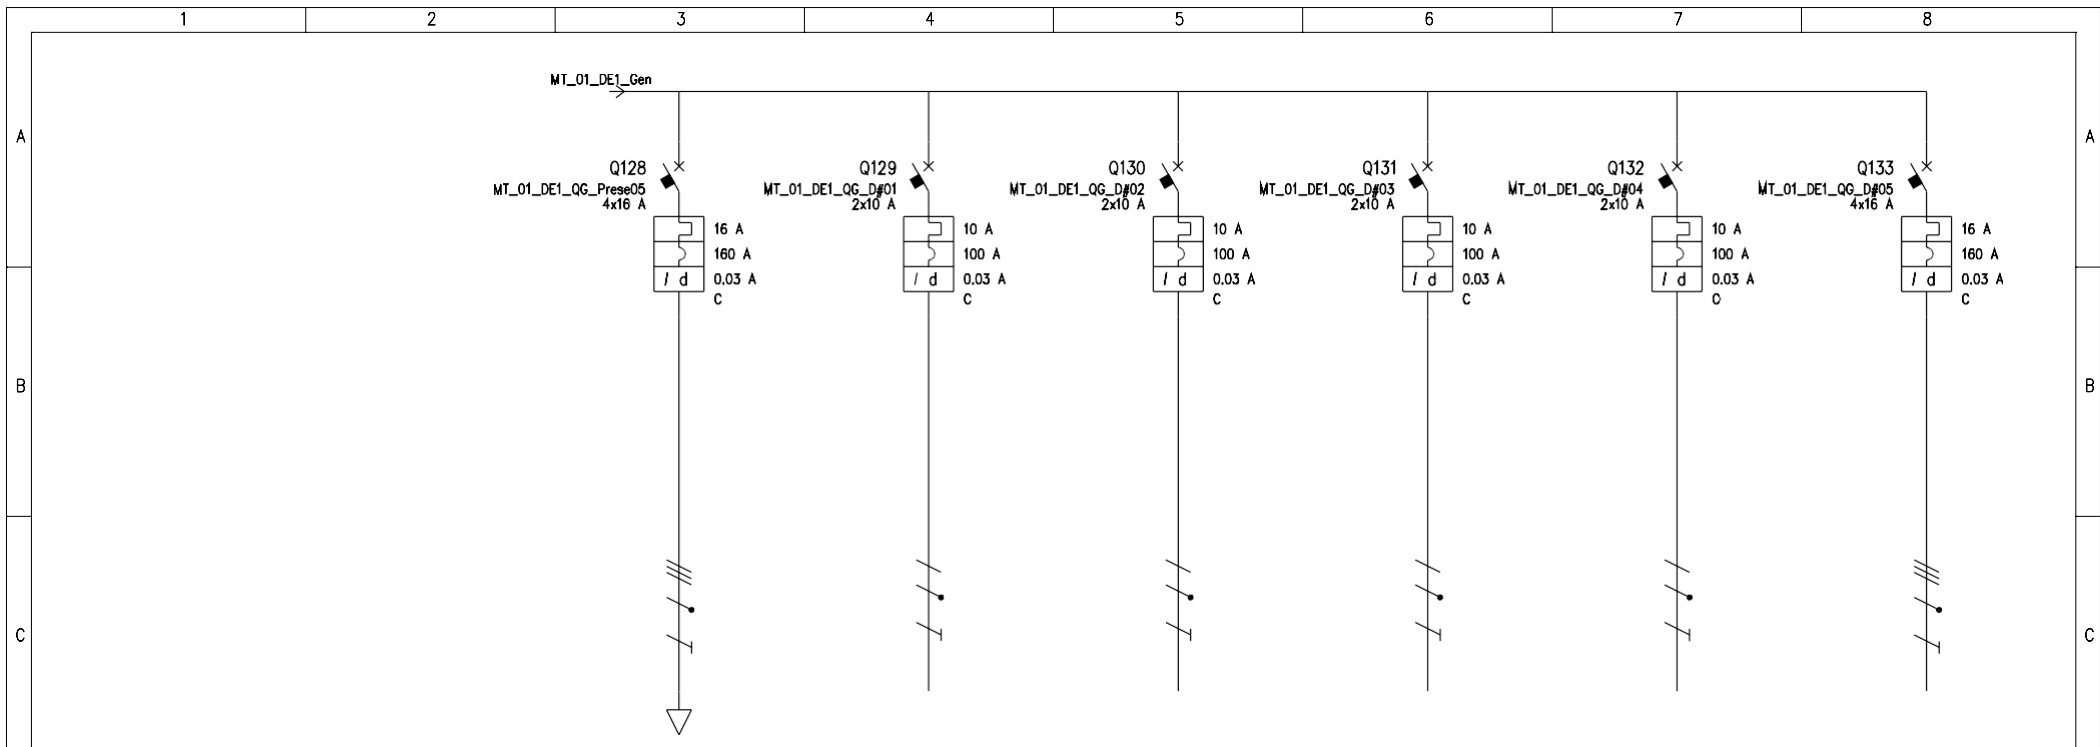 1 2 3 4 5 6 7 8
MT_01_DE1_Gen
A A
Q128 Q129 Q130 Q131 Q132 Q133
MT_01_DE1_QG_Prese05 MT_01_DE1_QG_D#01 MT_01_DE1_QG_D#02 MT_01_DE1_QG_D#03 MT_01_DE1_QG_D#04 MT_01_DE1_QG_D#05
4x16 A 2x10 A 2x10 A 2x10 A 2x10 A 4x16 A
16 A 10 A 10 A 10 A 10 A 16 A
160 A 100 A 100 A 100 A 100 A 160 A
I d 0.03 A I d 0.03 A I d 0.03 A I d 0.03 A I d 0.03 A I d 0.03 A
C C C C C C
B B
C C